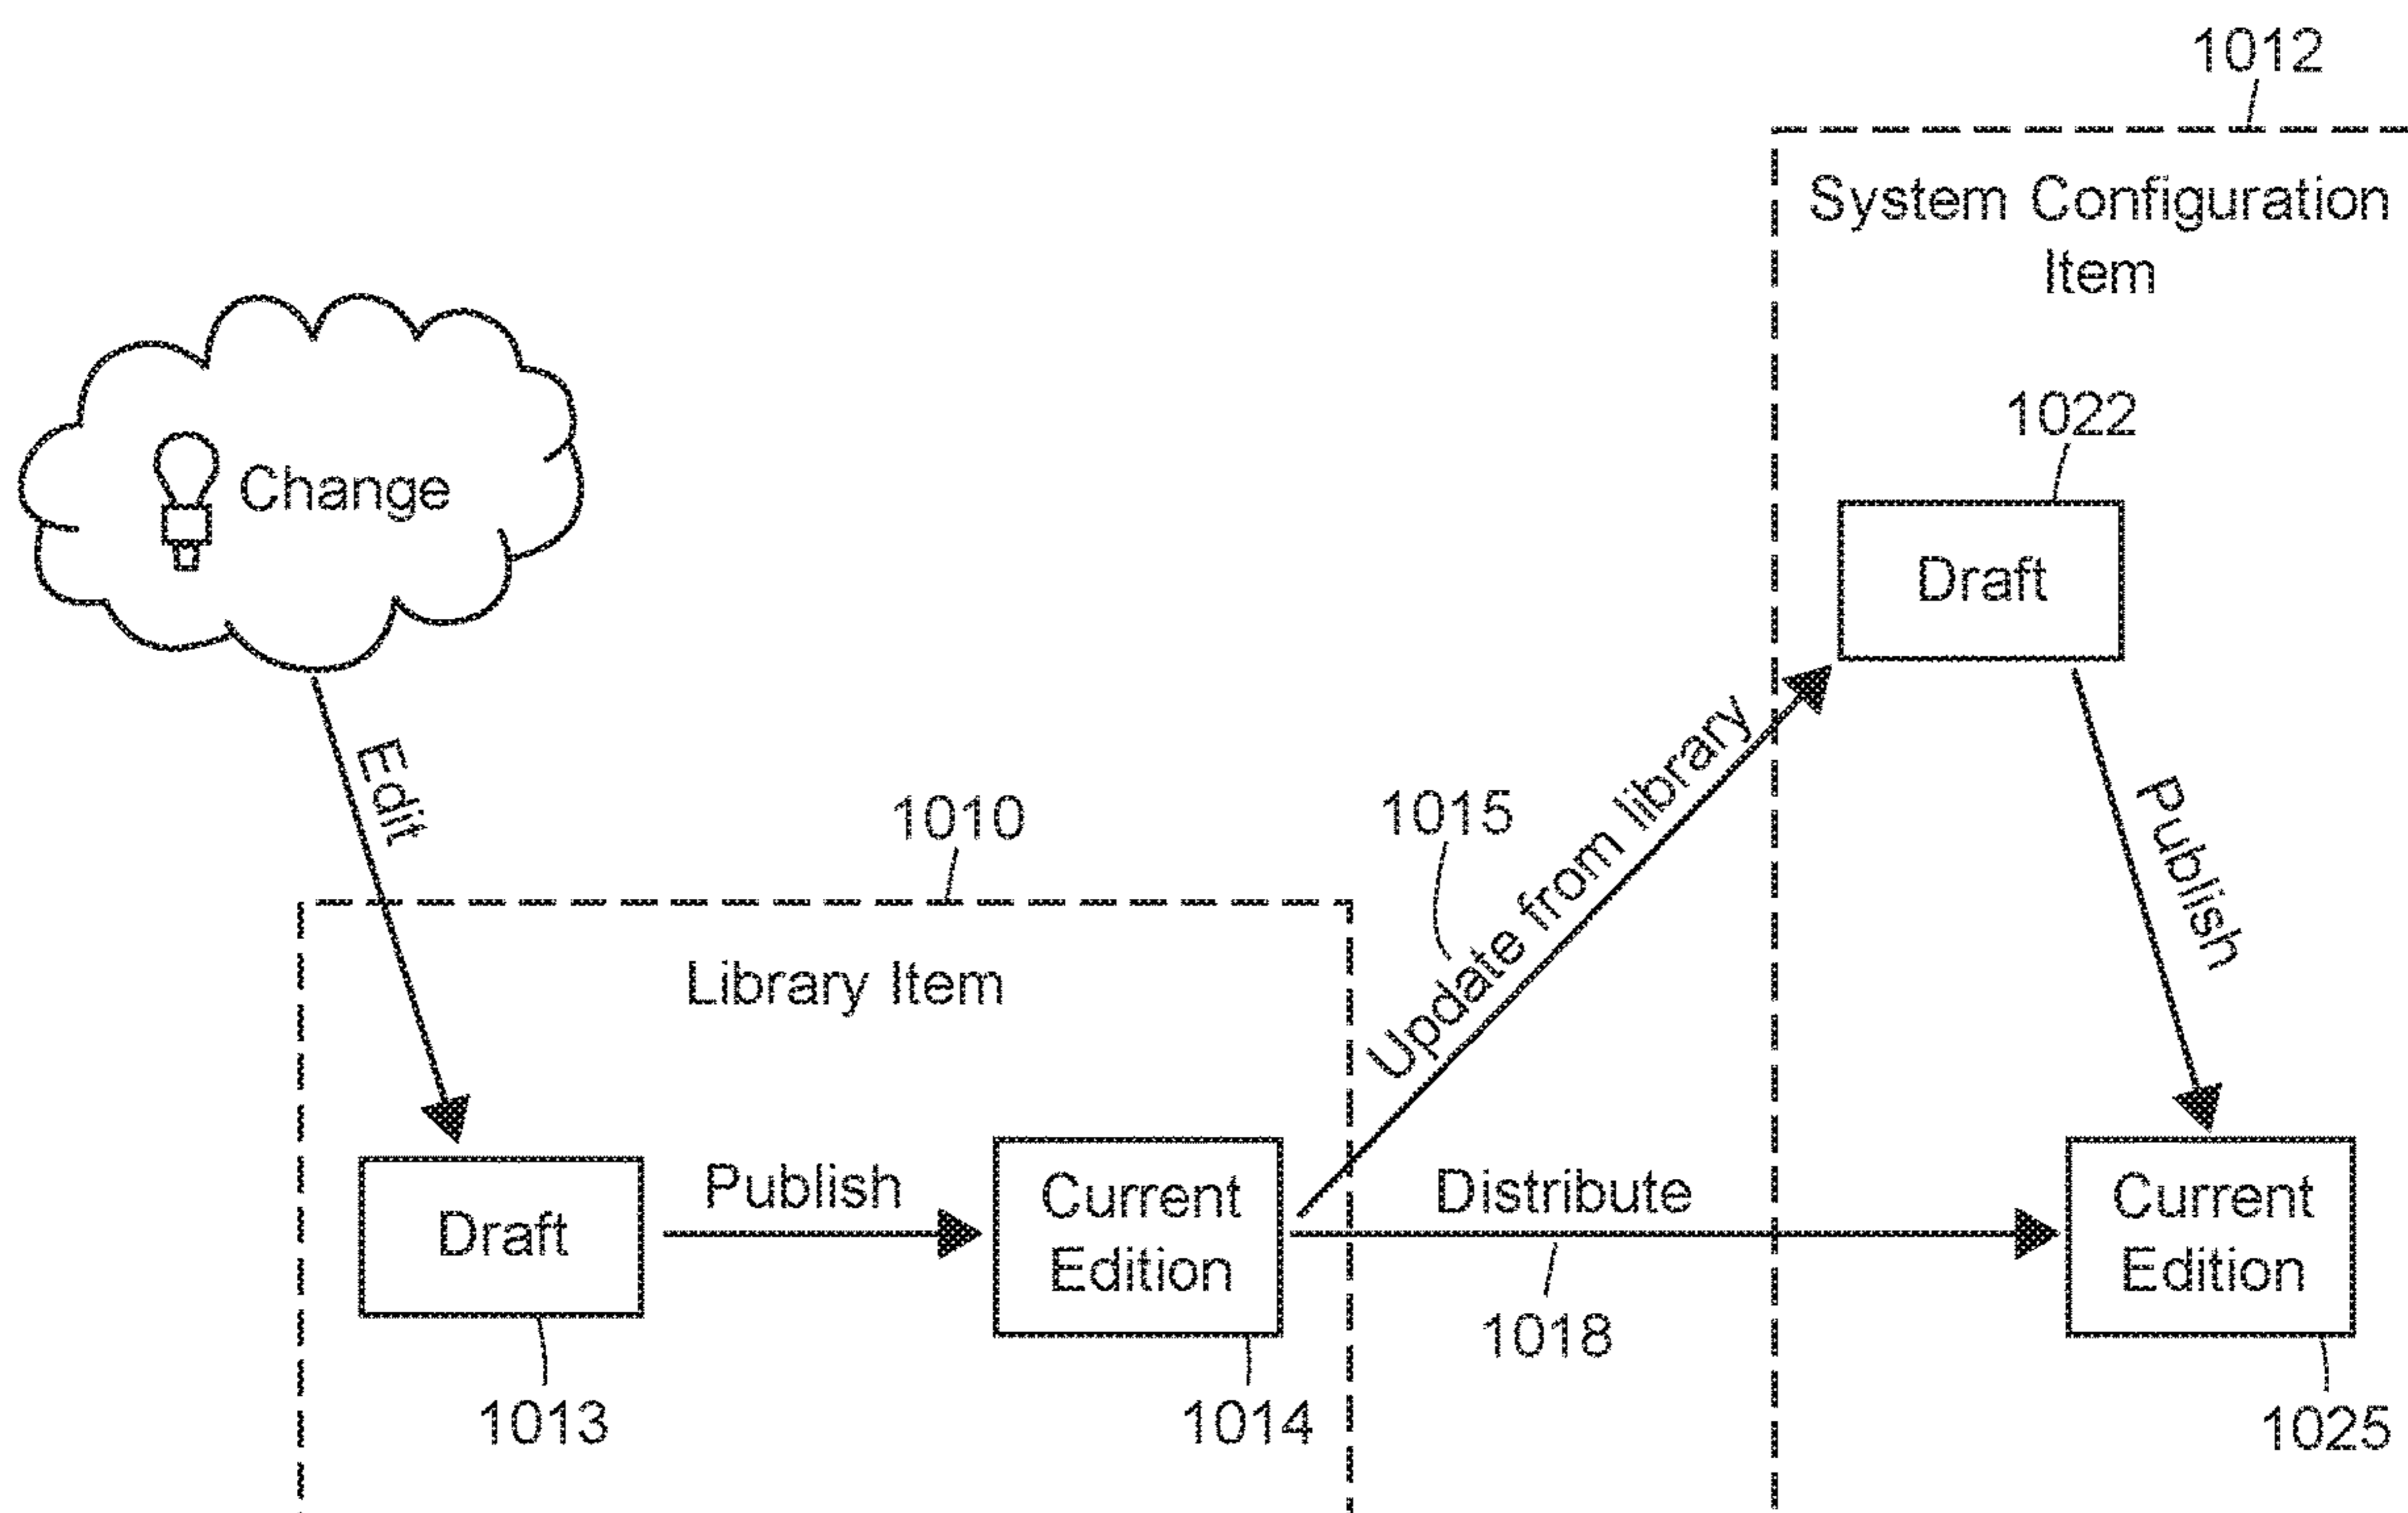 1012
System Configuration
Item
1022
Change
Draft
Edit
Update from library
Publish
1010
1015
Library Item
Draft
Publish
Current
Edition
Distribute
Current
Edition
1018
1013
1014
1025